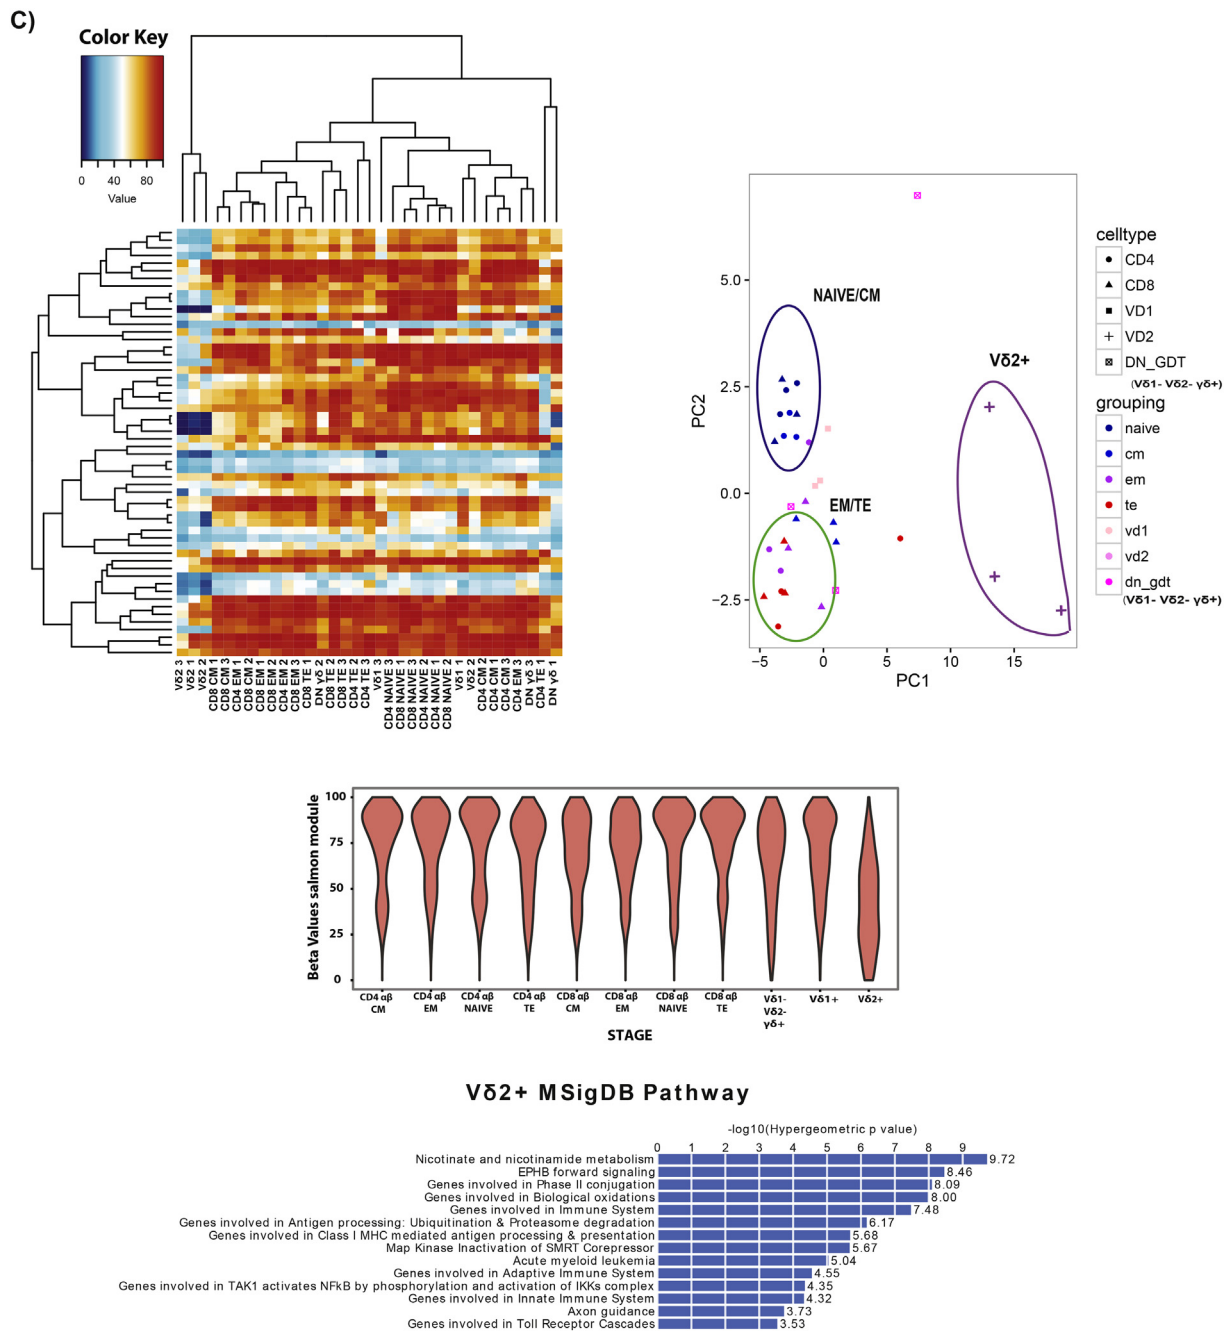 C)
Color Key
0 40 80
Value
Vδ2 3
Vδ2 1
Vδ2 2
CD8 CM 1
CD8 CM 3
CD4 EM 1
CD8 CM 2
CD8 EM 1
CD8 EM 2
CD4 EM 2
CD8 EM 3
CD8 TE 1
DN γδ 2
CD8 TE 2
CD8 TE 3
CD4 TE 2
CD4 TE 3
Vδ1 3
CD4 NAIVE 3
CD8 NAIVE 1
CD8 NAIVE 3
CD4 NAIVE 2
CD4 NAIVE 1
CD8 NAIVE 2
Vδ1 1
Vδ2 2
CD4 CM 2
CD4 CM 1
CD4 CM 3
CD4 EM 3
DN γδ 3
CD4 TE 1
DN γδ 1
PC2
5.0
2.5
0.0
−2.5
NAIVE/CM
Vδ2+
EM/TE
−5 0 5 10 15
PC1
celltype
CD4
CD8
VD1
VD2
DN_GDT
(Vδ1- Vδ2- γδ+)
grouping
naive
cm
em
te
vd1
vd2
dn_gdt
(Vδ1- Vδ2- γδ+)
Beta Values salmon module
100
75
50
25
0
CD4 αβ CM
CD4 αβ EM
CD4 αβ NAIVE
CD4 αβ TE
CD8 αβ CM
CD8 αβ EM
CD8 αβ NAIVE
CD8 αβ TE
Vδ1- Vδ2- γδ+
Vδ1+
Vδ2+
STAGE
Vδ2+ MSigDB Pathway
-log10(Hypergeometric p value)
0 1 2 3 4 5 6 7 8 9
Nicotinate and nicotinamide metabolism 9.72
EPHB forward signaling 8.46
Genes involved in Phase II conjugation 8.09
Genes involved in Biological oxidations 8.00
Genes involved in Immune System 7.48
Genes involved in Antigen processing: Ubiquitination & Proteasome degradation 6.17
Genes involved in Class I MHC mediated antigen processing & presentation 5.68
Map Kinase Inactivation of SMRT Corepressor 5.67
Acute myeloid leukemia 5.04
Genes involved in Adaptive Immune System 4.55
Genes involved in TAK1 activates NFkB by phosphorylation and activation of IKKs complex 4.35
Genes involved in Innate Immune System 4.32
Axon guidance 3.73
Genes involved in Toll Receptor Cascades 3.53